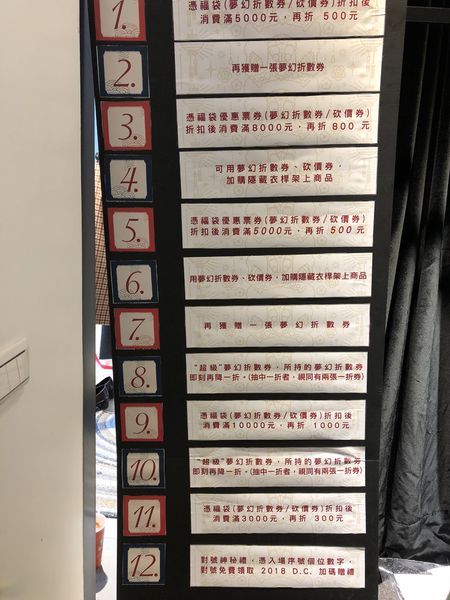 1.
憑福袋(夢幻折數券/砍價券)折扣後
消費滿5000元，再折 500元
2.
再獲贈一張夢幻折數券
3.
憑福袋優惠票券(夢幻折數券/砍價券)
折扣後消費滿8000元，再折 800 元
4.
可用夢幻折數券、砍價券，
加購隱藏衣桿架上商品
5.
憑福袋優惠票券(夢幻折數券/砍價券)
折扣後消費滿5000元，再折 500元
6.
用夢幻折數券、砍價券，加購隱藏衣桿架上商品
7.
再獲贈一張夢幻折數券
8.
"超級"夢幻折數券，所持的夢幻折數券
即刻再降一折。(抽中一折者，視同有兩張一折券)
9.
憑福袋(夢幻折數券/砍價券)折扣後
消費滿10000元，再折 1000元
10.
"超級"夢幻折數券，所持的夢幻折數券
即刻再降一折。(抽中一折者，視同有兩張一折券)
11.
憑福袋(夢幻折數券/砍價券)折扣後
消費滿3000元，再折 300元
12.
對號神秘禮，憑入場序號個位數字，
對號免費領取 2018 D.C. 加碼贈禮